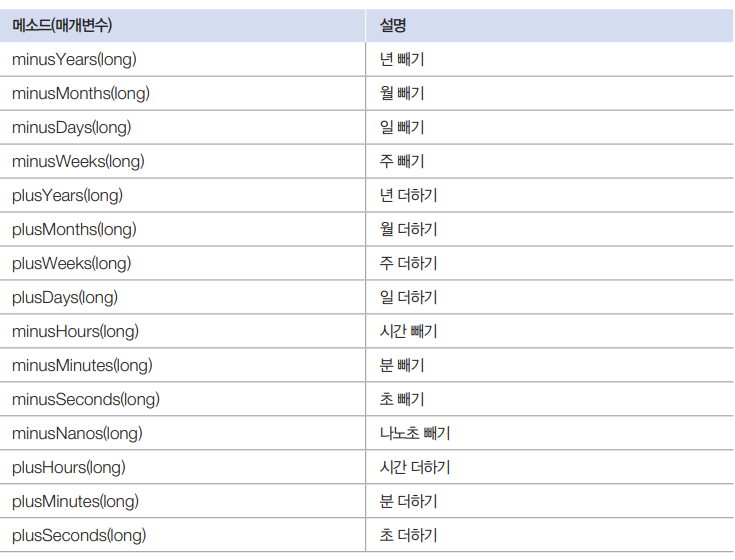 메소드(매개변수) 설명
minusYears(long) 년 빼기
minusMonths(long) 월 빼기
minusDays(long) 일 빼기
minusWeeks(long) 주 빼기
plusYears(long) 년 더하기
plusMonths(long) 월 더하기
plusWeeks(long) 주 더하기
plusDays(long) 일 더하기
minusHours(long) 시간 빼기
minusMinutes(long) 분 빼기
minusSeconds(long) 초 빼기
minusNanos(long) 나노초 빼기
plusHours(long) 시간 더하기
plusMinutes(long) 분 더하기
plusSeconds(long) 초 더하기